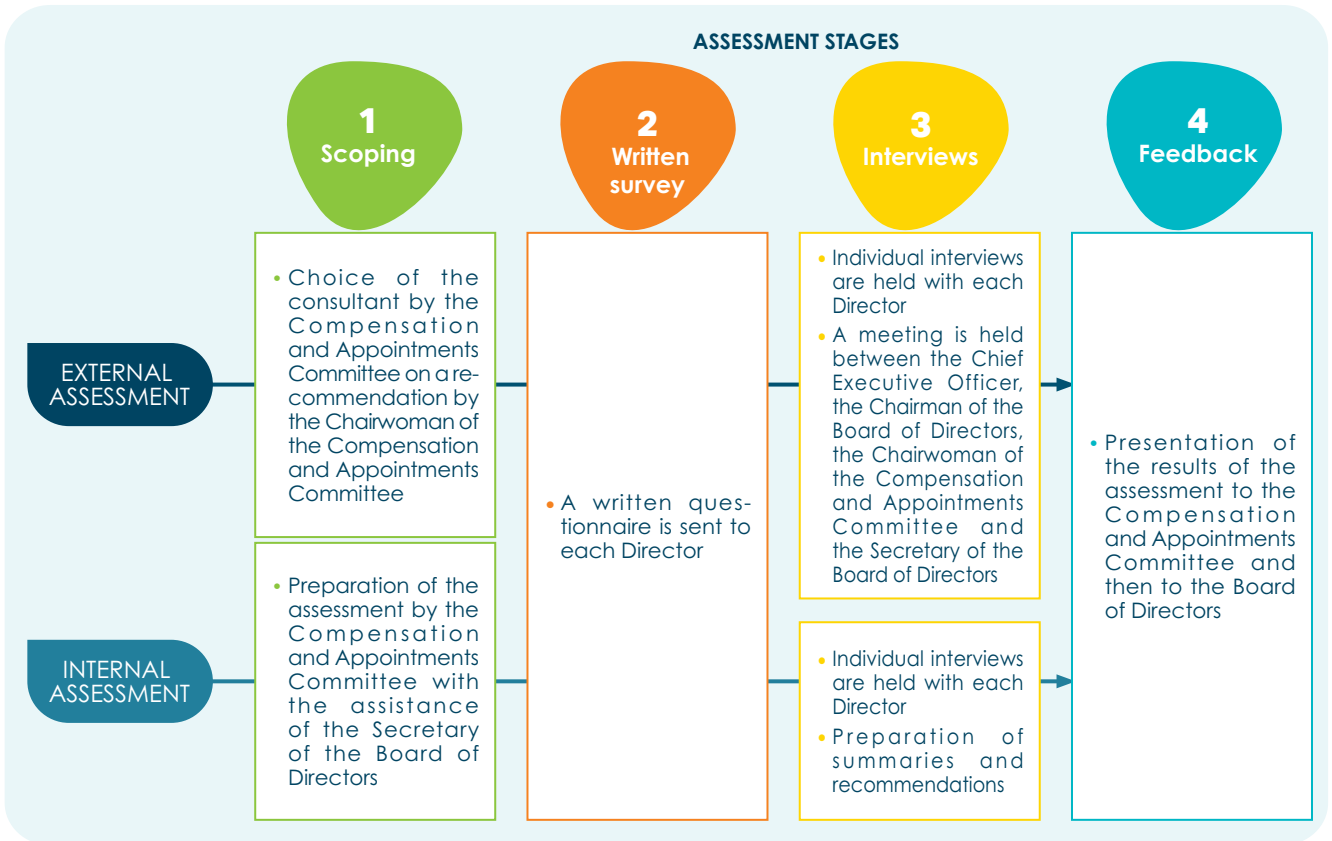 ASSESSMENT STAGES
1
Scoping
2
Written
survey
3
Interviews
4
Feedback
EXTERNAL
ASSESSMENT
• Choice of the
consultant by the
Compensation
and Appointments
Committee on a re-
commendation by
the Chairwoman of
the Compensation
and Appointments
Committee
INTERNAL
ASSESSMENT
• Preparation of the
assessment by the
Compensation
and Appointments
Committee with
the assistance
of the Secretary
of the Board of
Directors
• A written ques-
tionnaire is sent to
each Director
• Individual interviews
are held with each
Director
• A meeting is held
between the Chief
Executive Officer,
the Chairman of the
Board of Directors,
the Chairwoman of
the Compensation
and Appointments
Committee and
the Secretary of the
Board of Directors
• Individual interviews
are held with each
Director
• Preparation of
summaries and
recommendations
• Presentation of
the results of the
assessment to the
Compensation
and Appointments
Committee and
then to the Board
of Directors